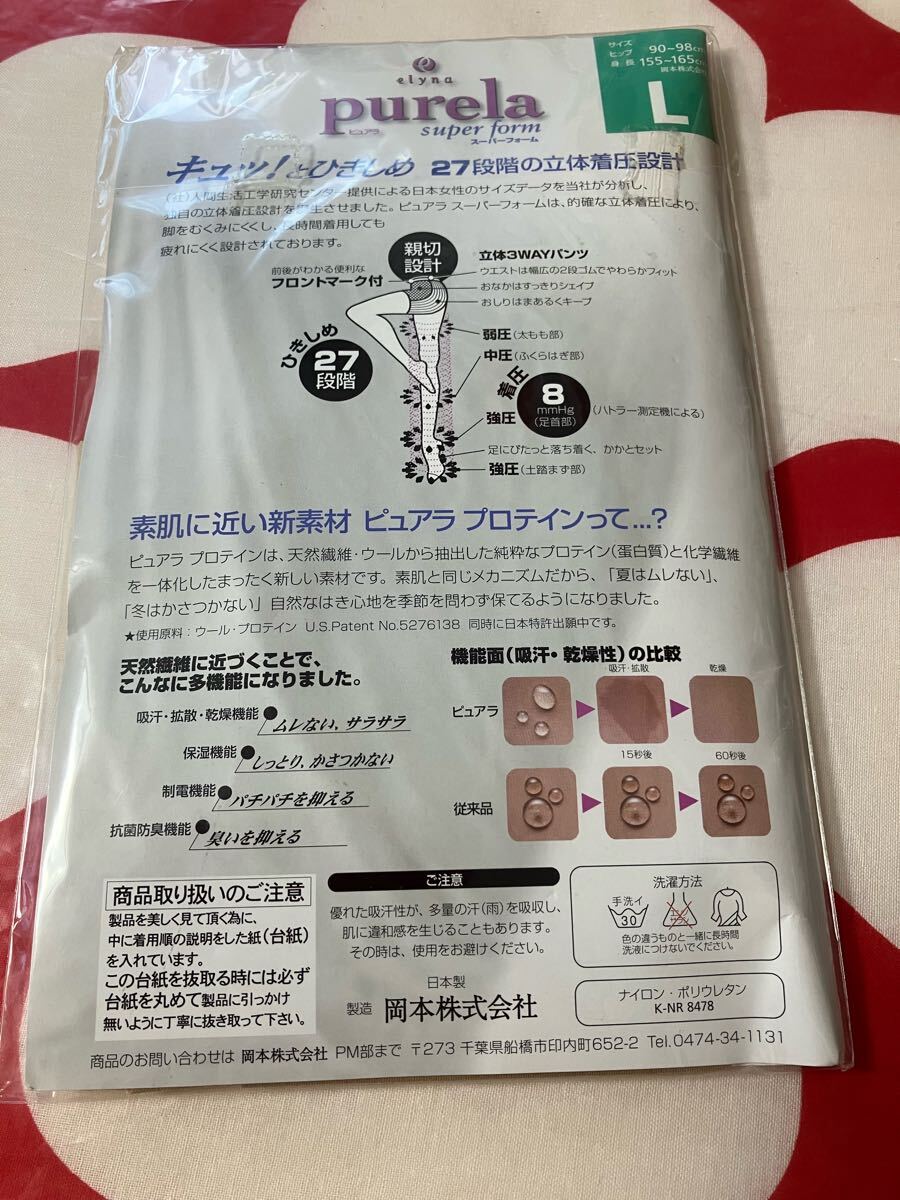 elyna
purela
ピュアラ
super form
スーパーフォーム
サイズ
ヒップ 90~98cm
身長 155~165cm
岡本株式会社
L
キュッ!とひきしめ 27段階の立体着圧設計
(社)人間生活工学研究センター提供による日本女性のサイズデータを当社が分析し、
独自の立体着圧設計を誕生させました。ピュアラ スーパーフォームは、的確な立体着圧により、
脚をむくみにくくし、長時間着用しても
疲れにくく設計されております。
親切
設計
前後がわかる便利な
フロントマーク付
立体3WAYパンツ
ウエストは幅広の2段ゴムでやわらかフィット
おなかはすっきりシェイプ
おしりはまあるくキープ
ひきしめ
27
段階
弱圧(太もも部)
中圧(ふくらはぎ部)
着圧
8
mmHg
(足首部)
強圧
(ハトラー測定機による)
足にぴたっと落ち着く、かかとセット
強圧(土踏まず部)
素肌に近い新素材 ピュアラ プロテインって…?
ピュアラ プロテインは、天然繊維・ウールから抽出した純粋なプロテイン(蛋白質)と化学繊維
を一体化したまったく新しい素材です。素肌と同じメカニズムだから、「夏はムレない」、
「冬はかさつかない」自然なはき心地を季節を問わず保てるようになりました。
★使用原料:ウール・プロテイン U.S.Patent No.5276138 同時に日本特許出願中です。
天然繊維に近づくことで、
こんなに多機能になりました。
吸汗・拡散・乾燥機能
ムレない、サラサラ
保湿機能
しっとり、かさつかない
制電機能
パチパチを抑える
抗菌防臭機能
臭いを抑える
機能面(吸汗・乾燥性)の比較
吸汗・拡散
乾燥
ピュアラ
15秒後
60秒後
従来品
商品取り扱いのご注意
製品を美しく見て頂く為に、
中に着用順の説明をした紙(台紙)
を入れています。
この台紙を抜取る時には必ず
台紙を丸めて製品に引っかけ
無いように丁寧に抜き取って下さい。
ご注意
優れた吸汗性が、多量の汗(雨)を吸収し、
肌に違和感を生じることもあります。
その時は、使用をお避けください。
日本製
製造 岡本株式会社
洗濯方法
手洗イ
30
色の違うものと一緒に長時間
洗液につけないでください。
ナイロン・ポリウレタン
K-NR 8478
商品のお問い合わせは 岡本株式会社 PM部まで 〒273 千葉県船橋市印内町652-2 Tel.0474-34-1131